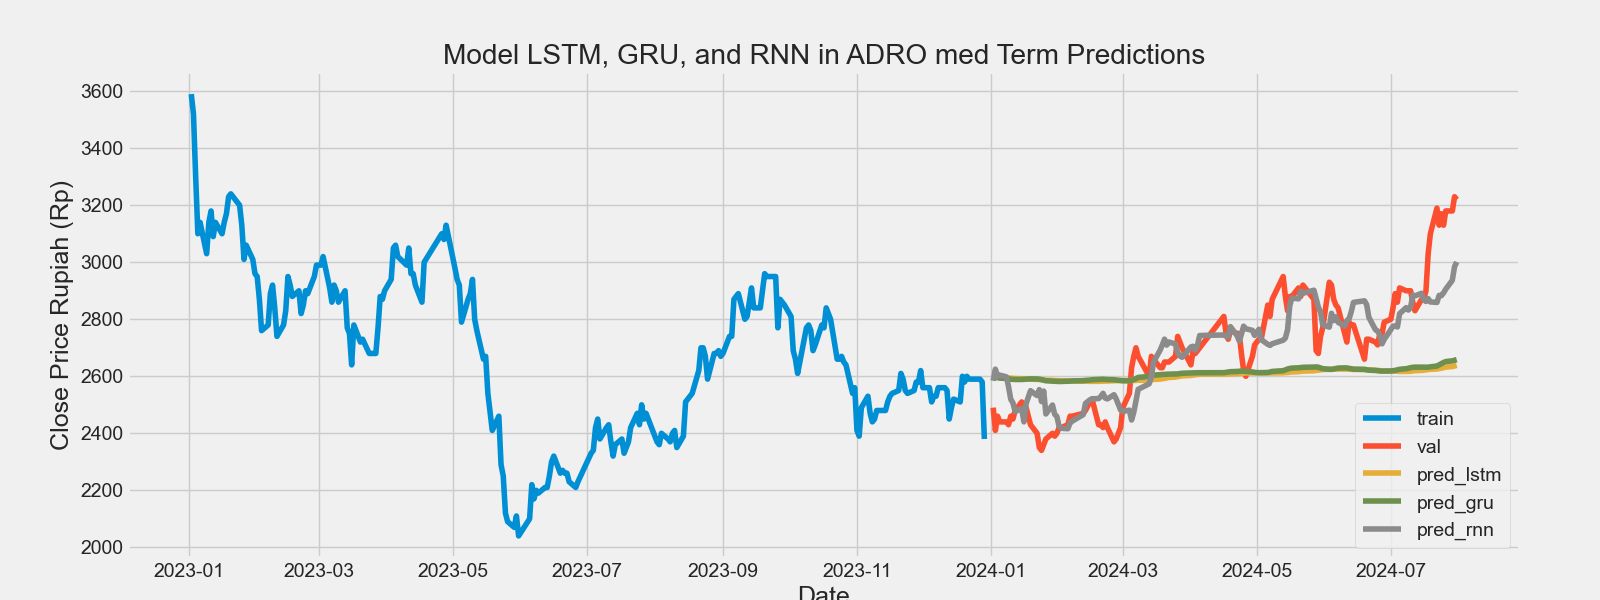 Model LSTM, GRU, and RNN in ADRO med Term Predictions
Close Price Rupiah (Rp)
3600
3400
3200
3000
2800
2600
2400
2200
2000
2023-01 2023-03 2023-05 2023-07 2023-09 2023-11 2024-01 2024-03 2024-05 2024-07
Date
train
val
pred_lstm
pred_gru
pred_rnn